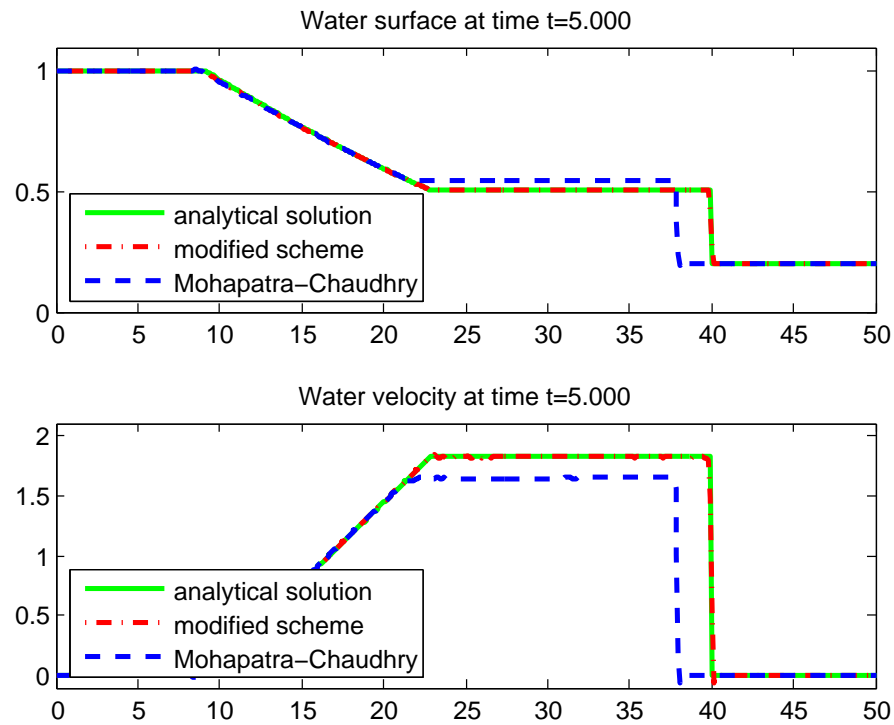 Water surface at time t=5.000
1
0.5
0
analytical solution
modified scheme
Mohapatra−Chaudhry
0 5 10 15 20 25 30 35 40 45 50
Water velocity at time t=5.000
2
1.5
1
0.5
0
analytical solution
modified scheme
Mohapatra−Chaudhry
0 5 10 15 20 25 30 35 40 45 50